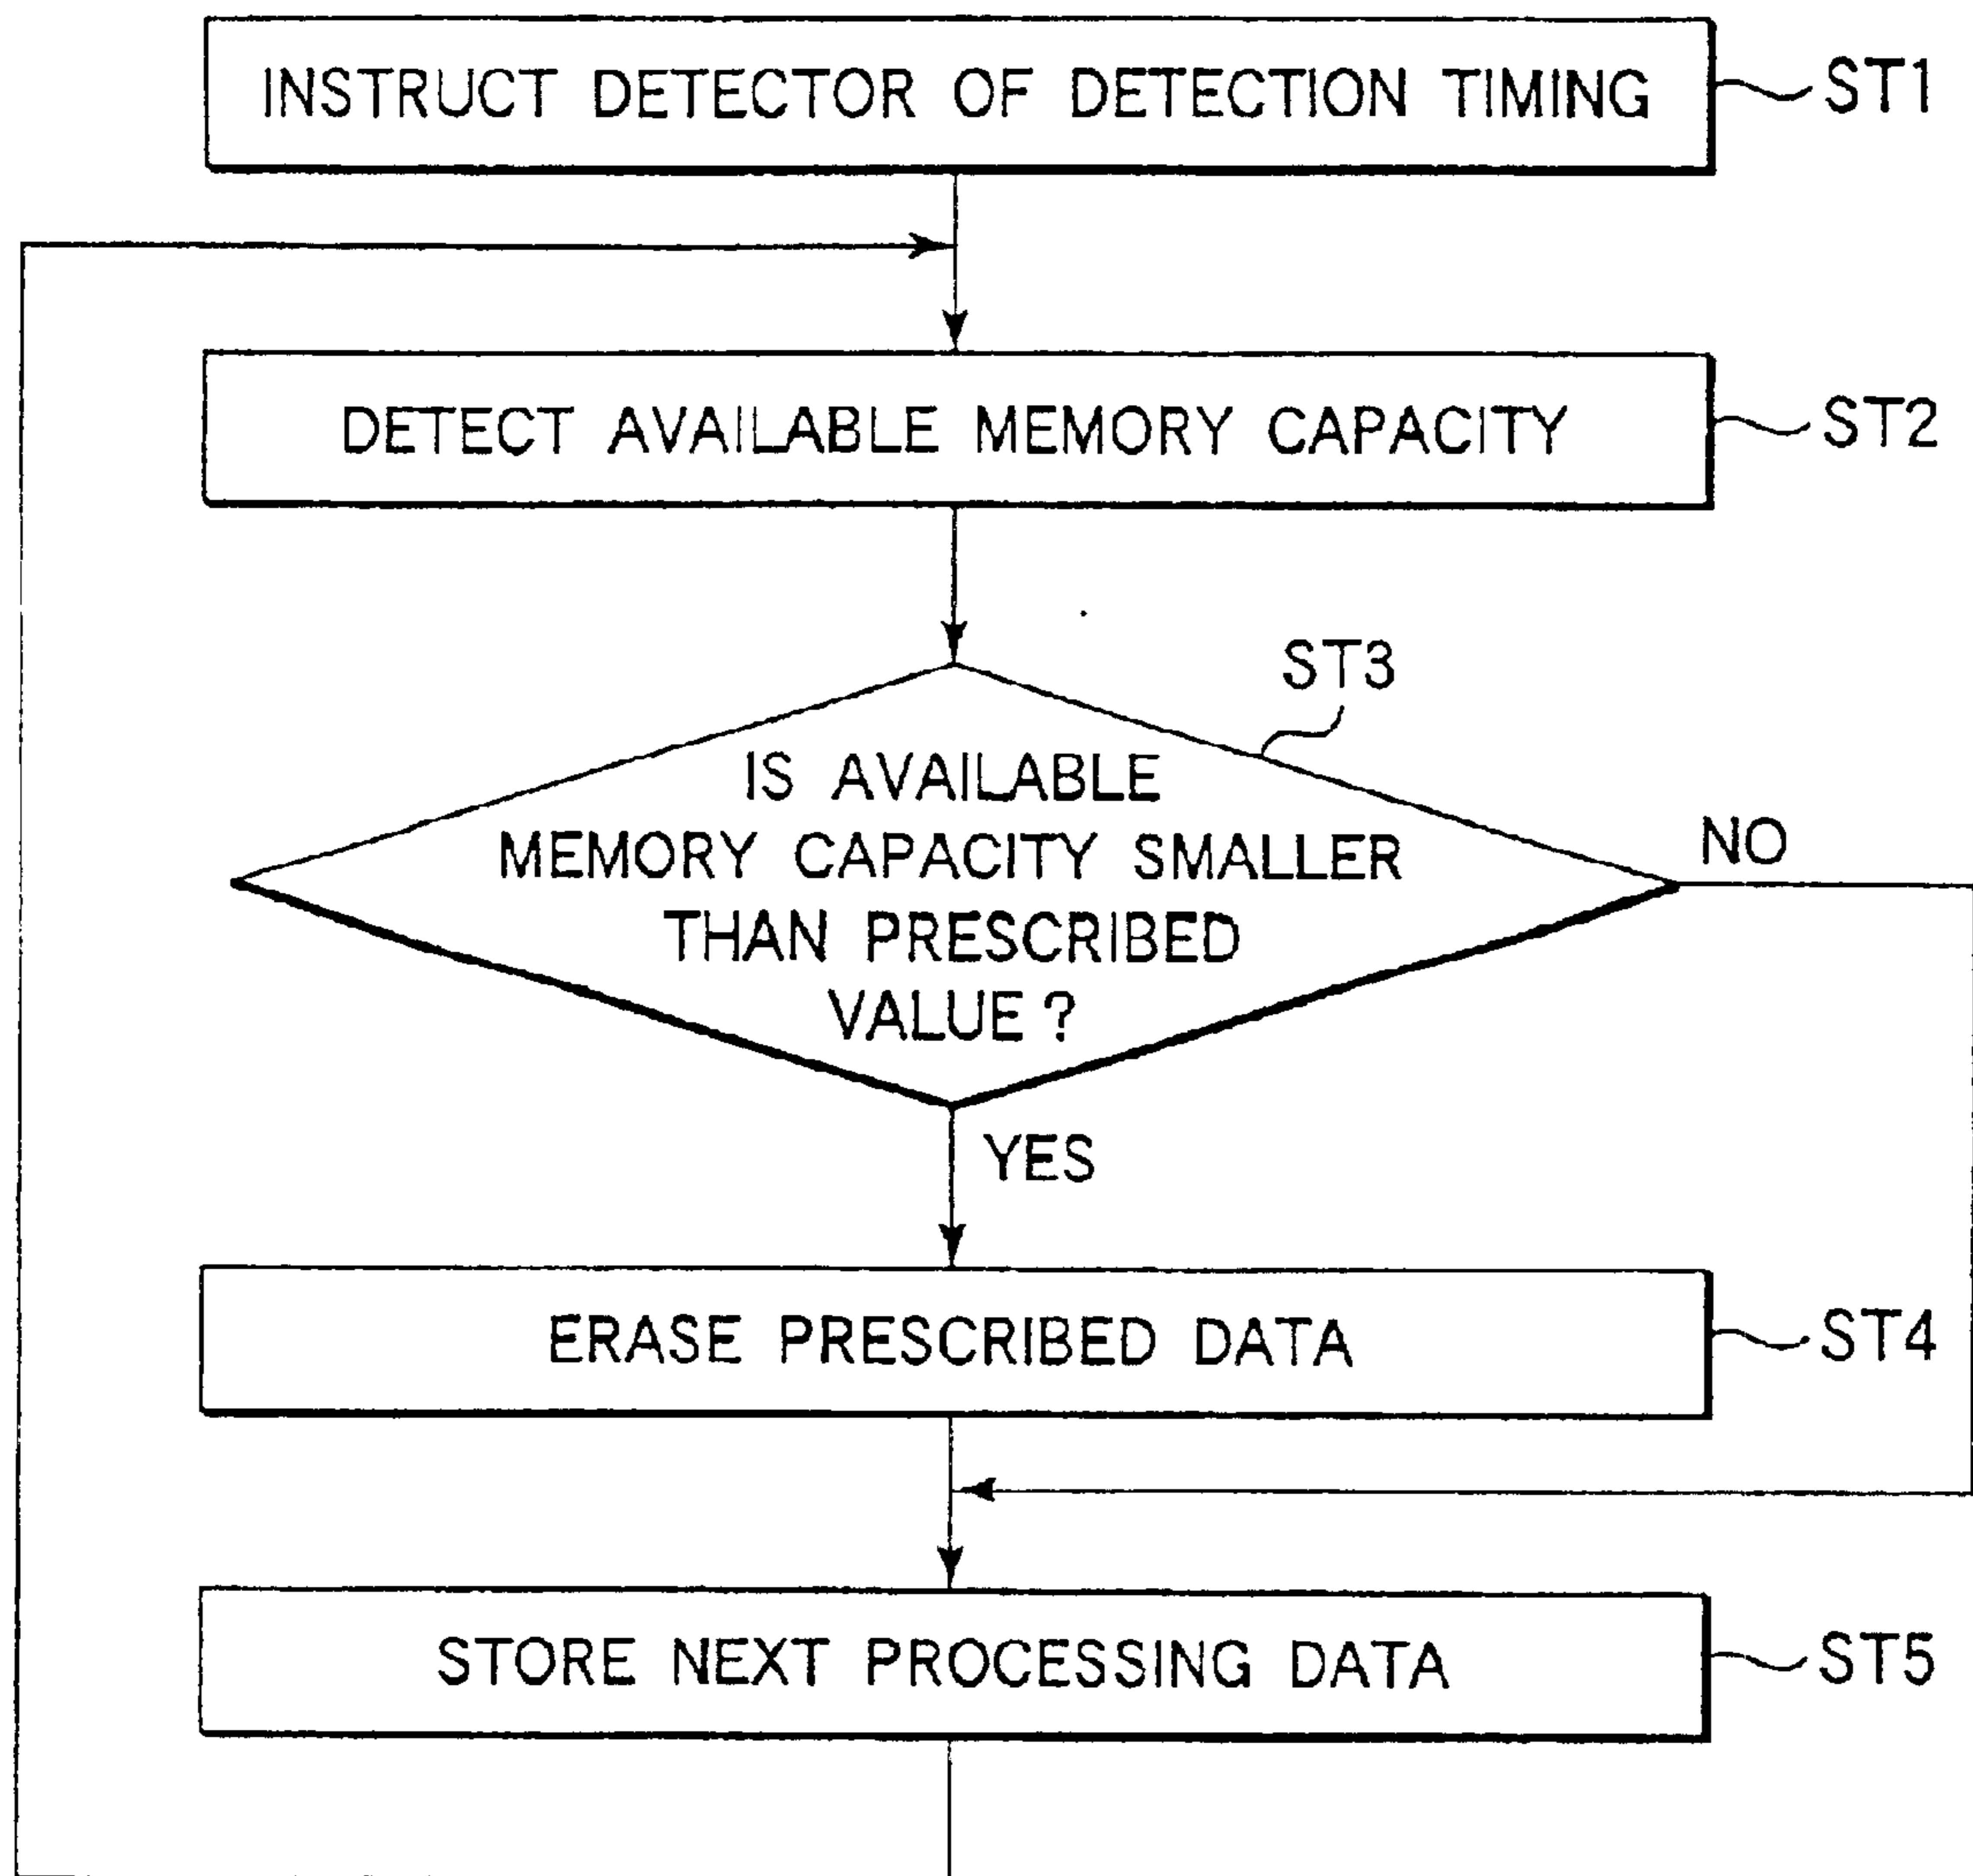 INSTRUCT DETECTOR OF DETECTION TIMING
ST1
DETECT AVAILABLE MEMORY CAPACITY
ST2
ST3
IS AVAILABLE
MEMORY CAPACITY SMALLER
THAN PRESCRIBED
VALUE?
NO
YES
ERASE PRESCRIBED DATA
ST4
STORE NEXT PROCESSING DATA
ST5